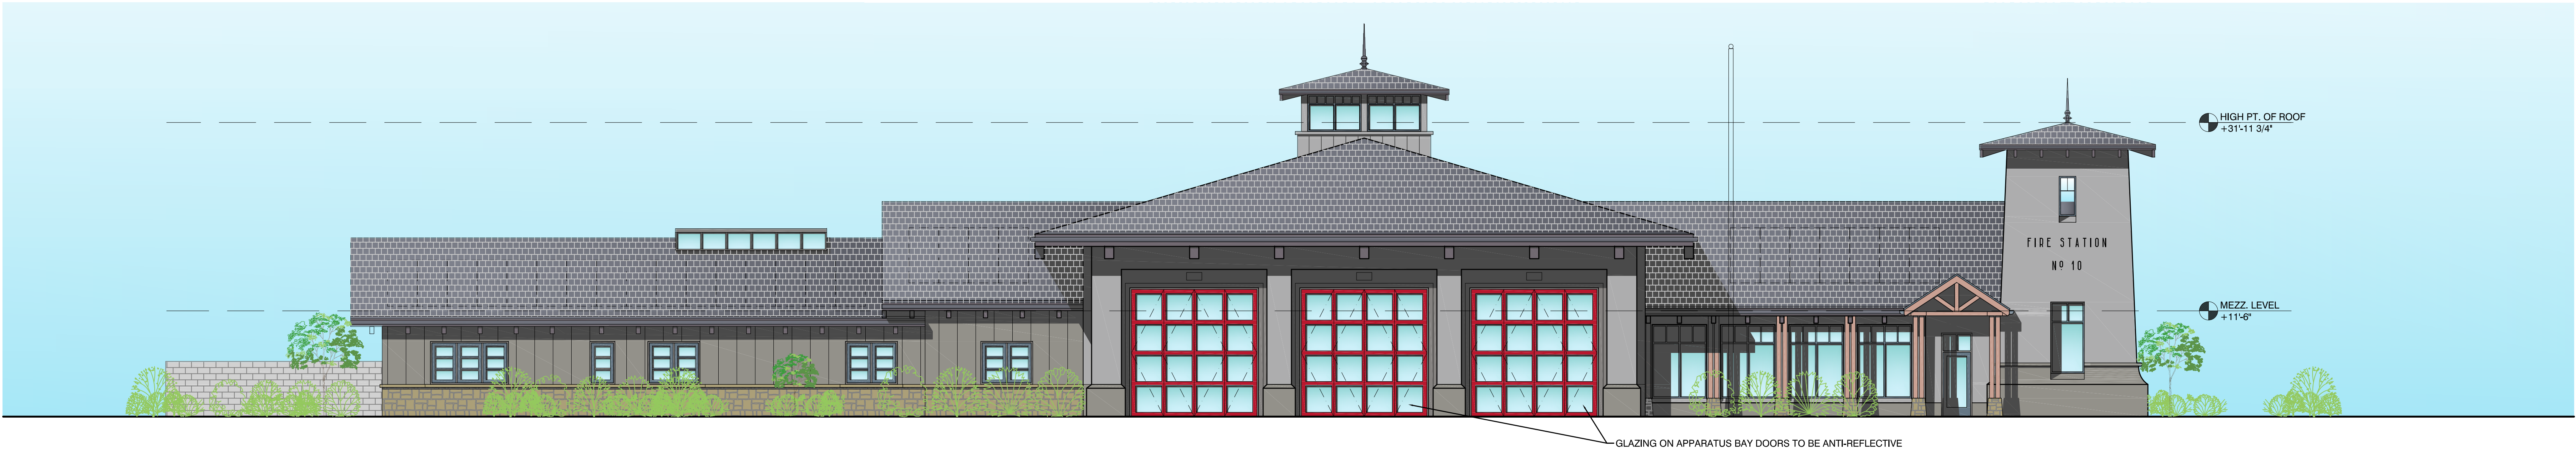 HIGH PT. OF ROOF
+31'-11 3/4"
FIRE STATION
Nº 10
MEZZ. LEVEL
+11'-6"
GLAZING ON APPARATUS BAY DOORS TO BE ANTI-REFLECTIVE